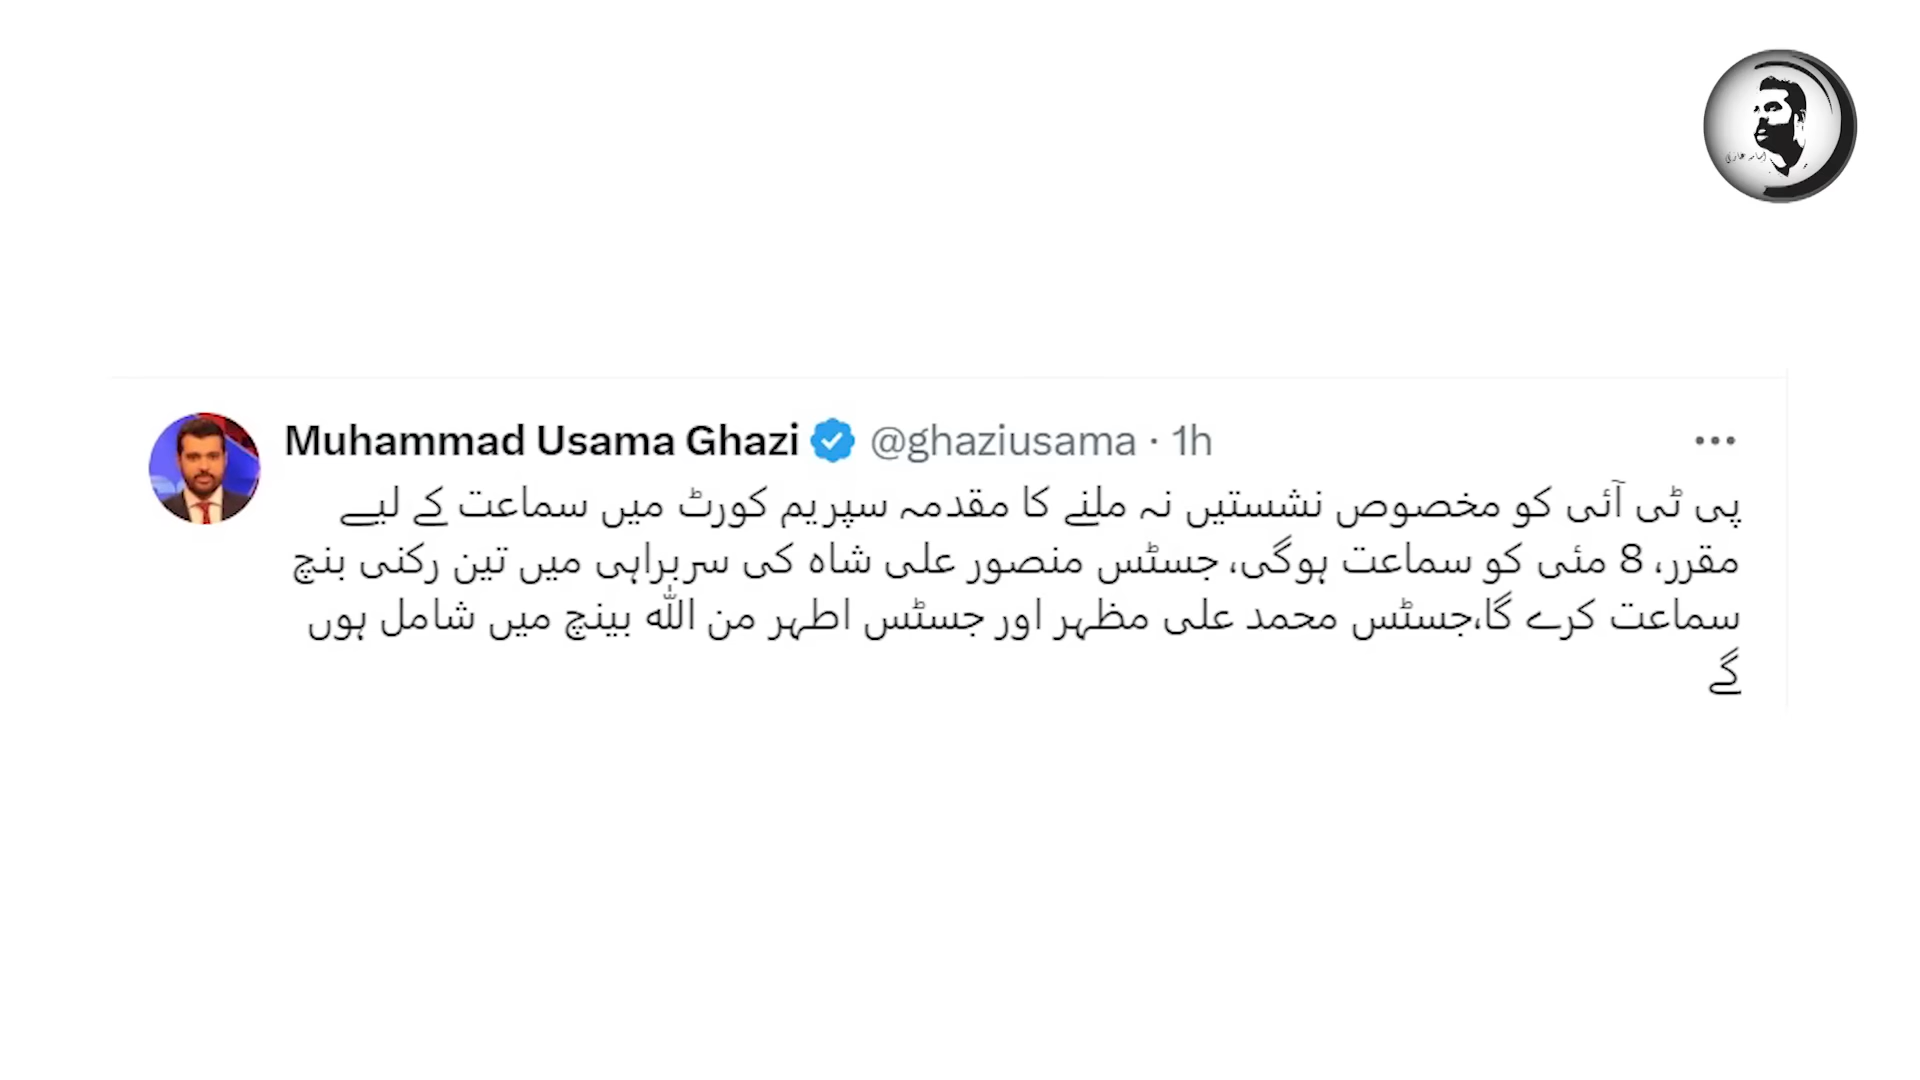 Muhammad Usama Ghazi @ghaziusama · 1h
پی ٹی آئی کو مخصوص نشستیں نہ ملنے کا مقدمہ سپریم کورٹ میں سماعت کے لیے
مقرر، 8 مئی کو سماعت ہوگی، جسٹس منصور علی شاہ کی سربراہی میں تین رکنی بنچ
سماعت کرے گا،جسٹس محمد علی مظہر اور جسٹس اطہر من اللّٰہ بینچ میں شامل ہوں
گے